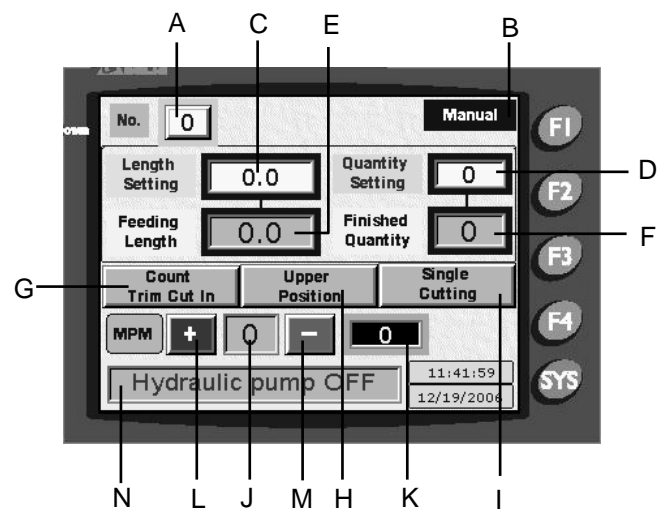 A C E
No. 0 Manual B F1
Length Setting 0.0 Quantity Setting 0 D F2
Feeding Length 0.0 Finished Quantity 0 F F3
G Count Trim Cut In Upper Position Single Cutting
MPM + 0 - 0 F4
Hydraulic pump OFF 11:41:59 SYS
12/19/2006
N L J M H K I